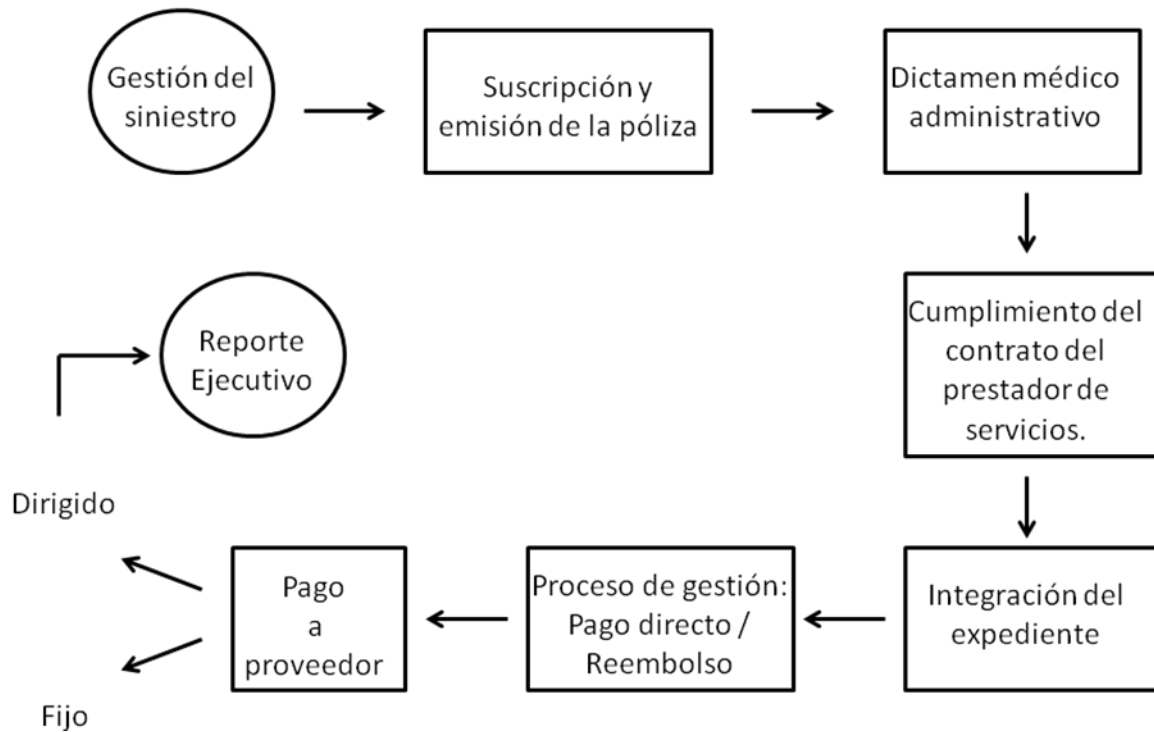 Gestión del
siniestro
Suscripción y
emisión de la póliza
Dictamen médico
administrativo
Cumplimiento del
contrato del
prestador de
servicios.
Integración del
expediente
Proceso de gestión:
Pago directo /
Reembolso
Pago
a
proveedor
Dirigido
Fijo
Reporte
Ejecutivo